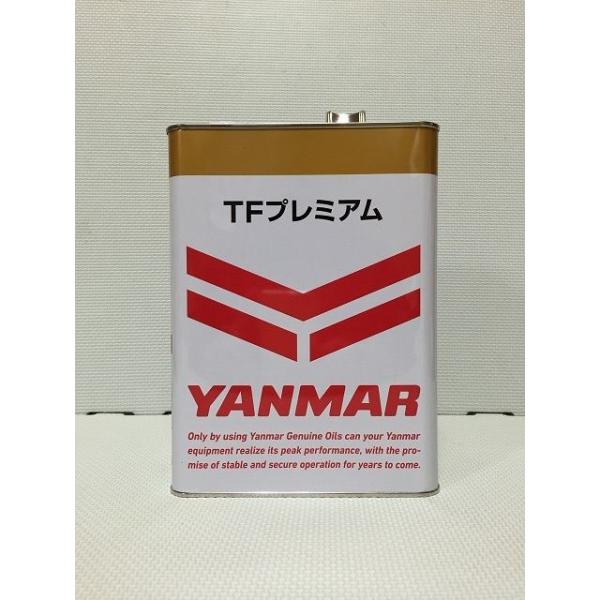 TFプレミアム
YANMAR
Only by using Yanmar Genuine Oils can your Yanmar
equipment realize its peak performance, with the pro-
mise of stable and secure operation for years to come.